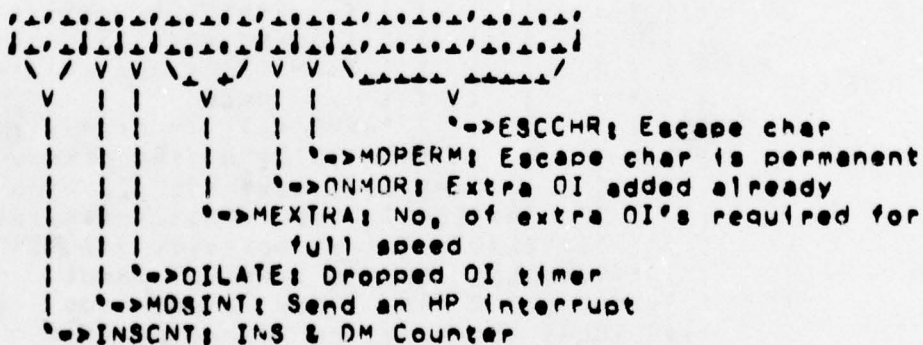 ESCCHR: Escape char
MDPERM: Escape char is permanent
ONMOR: Extra OI added already
MEXTRA: No. of extra OI's required for
full speed
OILATE: Dropped OI timer
MDSINT: Send an HP interrupt
INSCNT: INS & DM Counter